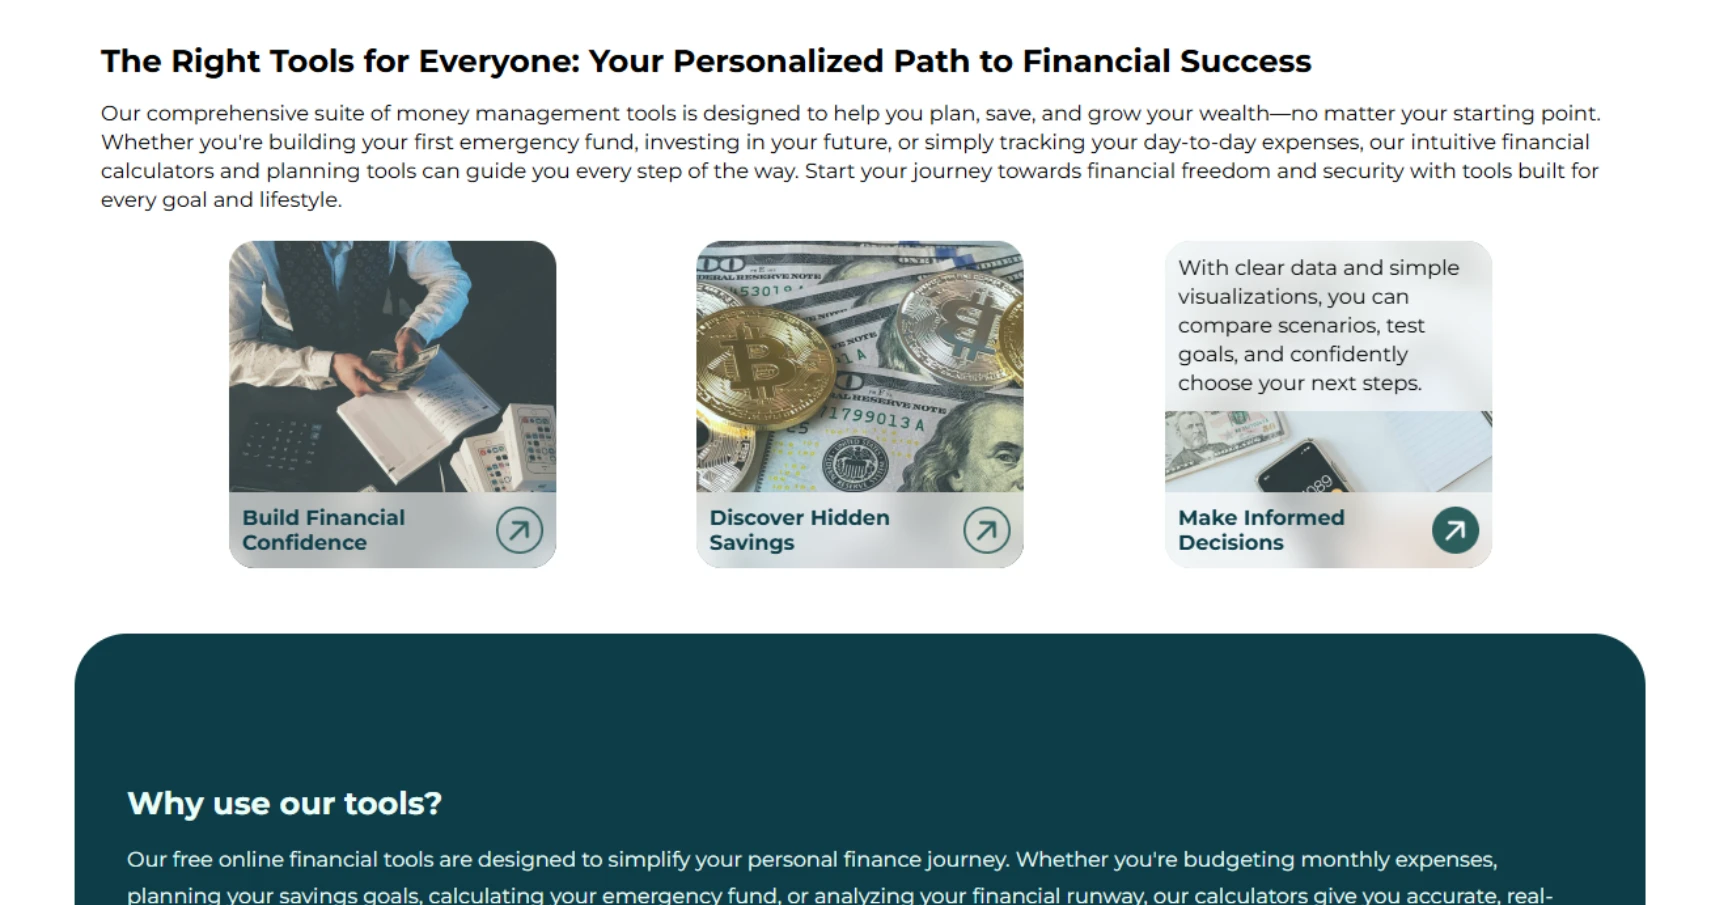 The Right Tools for Everyone: Your Personalized Path to Financial Success
Our comprehensive suite of money management tools is designed to help you plan, save, and grow your wealth—no matter your starting point.
Whether you're building your first emergency fund, investing in your future, or simply tracking your day-to-day expenses, our intuitive financial
calculators and planning tools can guide you every step of the way. Start your journey towards financial freedom and security with tools built for
every goal and lifestyle.
Build Financial
Confidence
FEDERAL RESERVE NOTE
1799013A
Discover Hidden
Savings
With clear data and simple
visualizations, you can
compare scenarios, test
goals, and confidently
choose your next steps.
Make Informed
Decisions
Why use our tools?
Our free online financial tools are designed to simplify your personal finance journey. Whether you're budgeting monthly expenses,
planning your savings goals, calculating your emergency fund, or analyzing your financial runway, our calculators give you accurate, real-